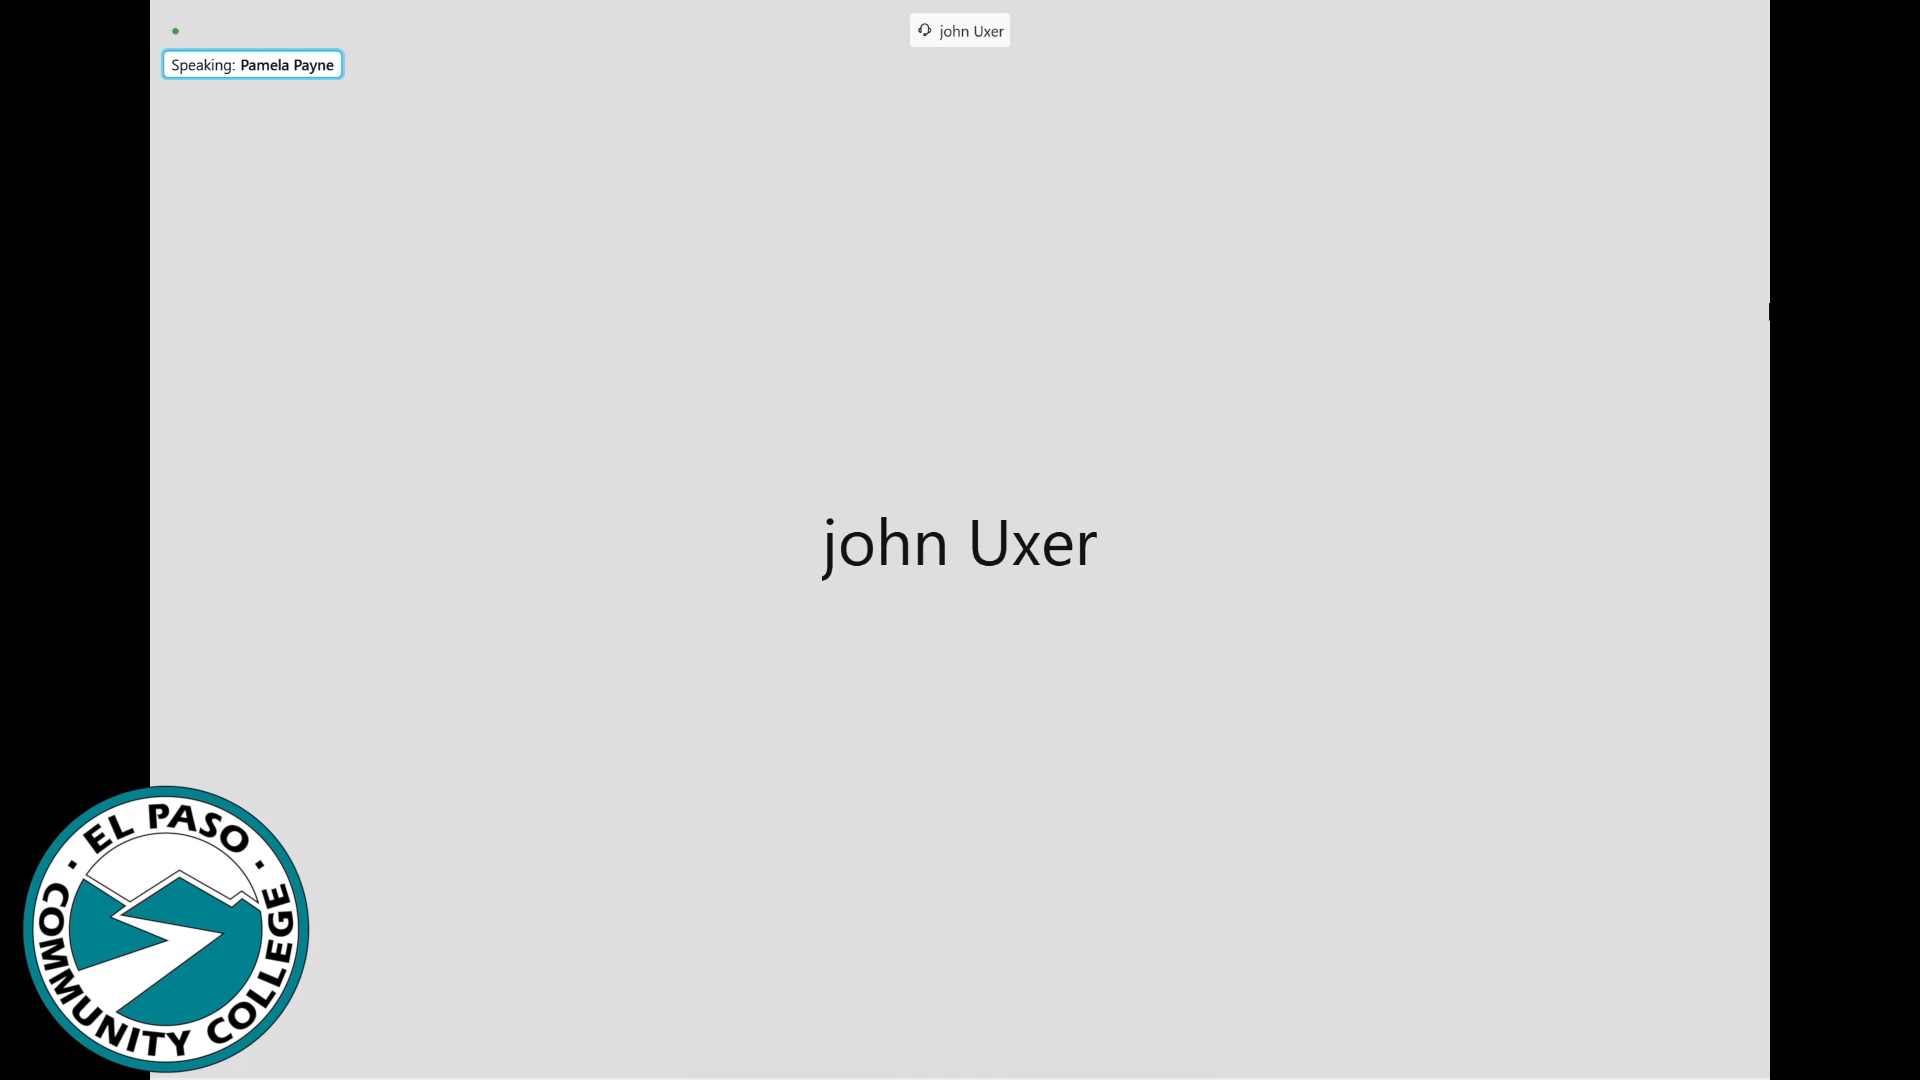 john Uxer
Speaking: Pamela Payne
john Uxer
· EL PASO ·
COMMUNITY COLLEGE